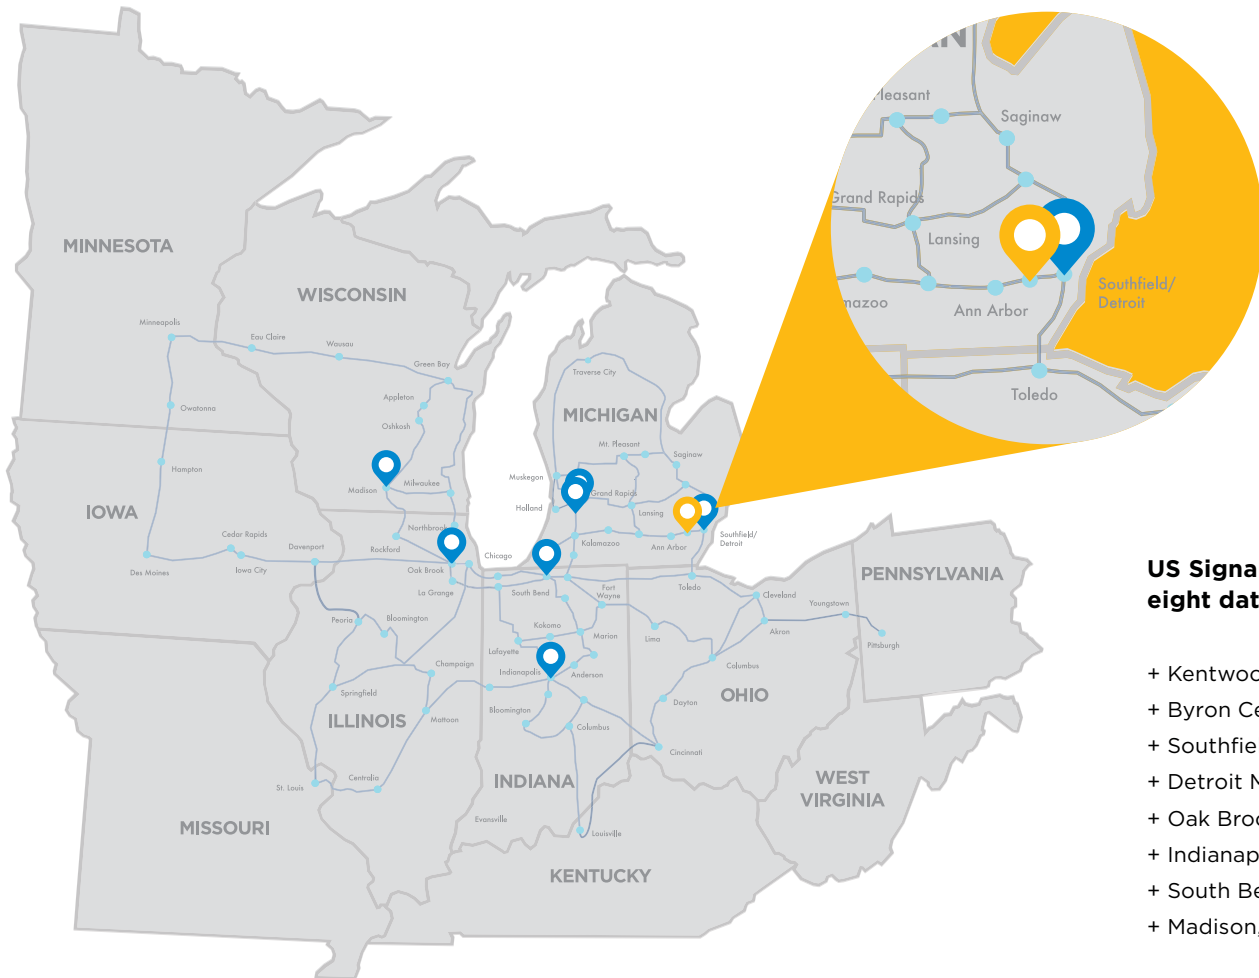 MINNESOTA
WISCONSIN
Minneapolis
Eau Claire
Wausau
Green Bay
Appleton
Oshkosh
Owatonna
Hampton
Madison
Milwaukee
IOWA
Cedar Rapids
Iowa City
Des Moines
Davenport
Rockford
Northbrook
Oak Brook
La Grange
Chicago
Traverse City
MICHIGAN
Mt. Pleasant
Saginaw
Muskegon
Grand Rapids
Holland
Lansing
Kalamazoo
Ann Arbor
Southfield/
Detroit
South Bend
Fort
Wayne
Toledo
Cleveland
Youngstown
Akron
Pittsburgh
PENNSYLVANIA
Peoria
Bloomington
Kokomo
Marion
Lima
Lafayette
Indianapolis
Anderson
Columbus
OHIO
Champaign
Springfield
ILLINOIS
Mattoon
Bloomington
Columbus
Dayton
Cincinnati
St. Louis
Centralia
INDIANA
Evansville
Louisville
MISSOURI
KENTUCKY
WEST
VIRGINIA
AN
Pleasant
Saginaw
Grand Rapids
Lansing
mazoo
Ann Arbor
Southfield/
Detroit
Toledo
US Signa
eight dat
+ Kentwoo
+ Byron Ce
+ Southfie
+ Detroit N
+ Oak Broo
+ Indianap
+ South Be
+ Madison,